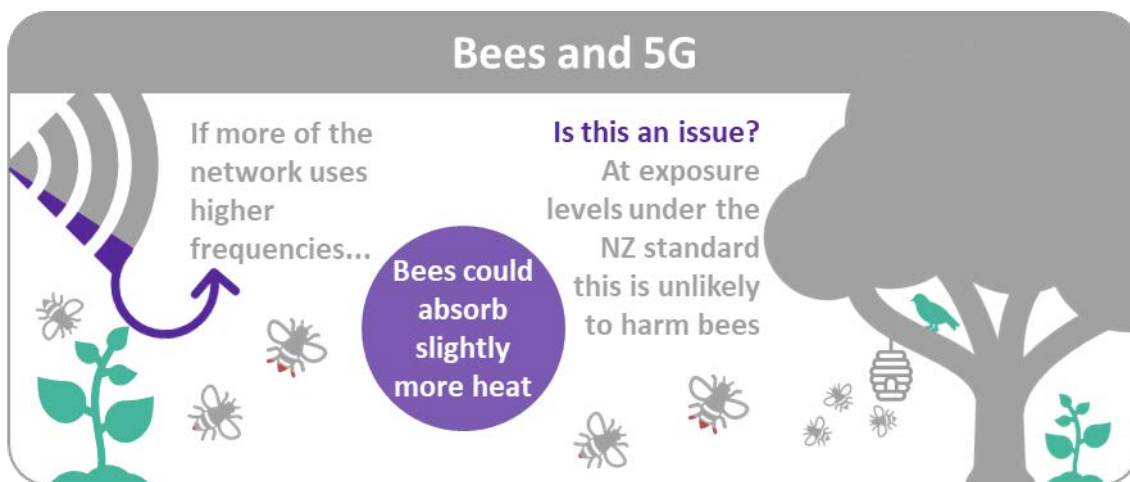 Bees and 5G
If more of the
network uses
higher
frequencies...
Bees could
absorb
slightly
more heat
Is this an issue?
At exposure
levels under the
NZ standard
this is unlikely
to harm bees